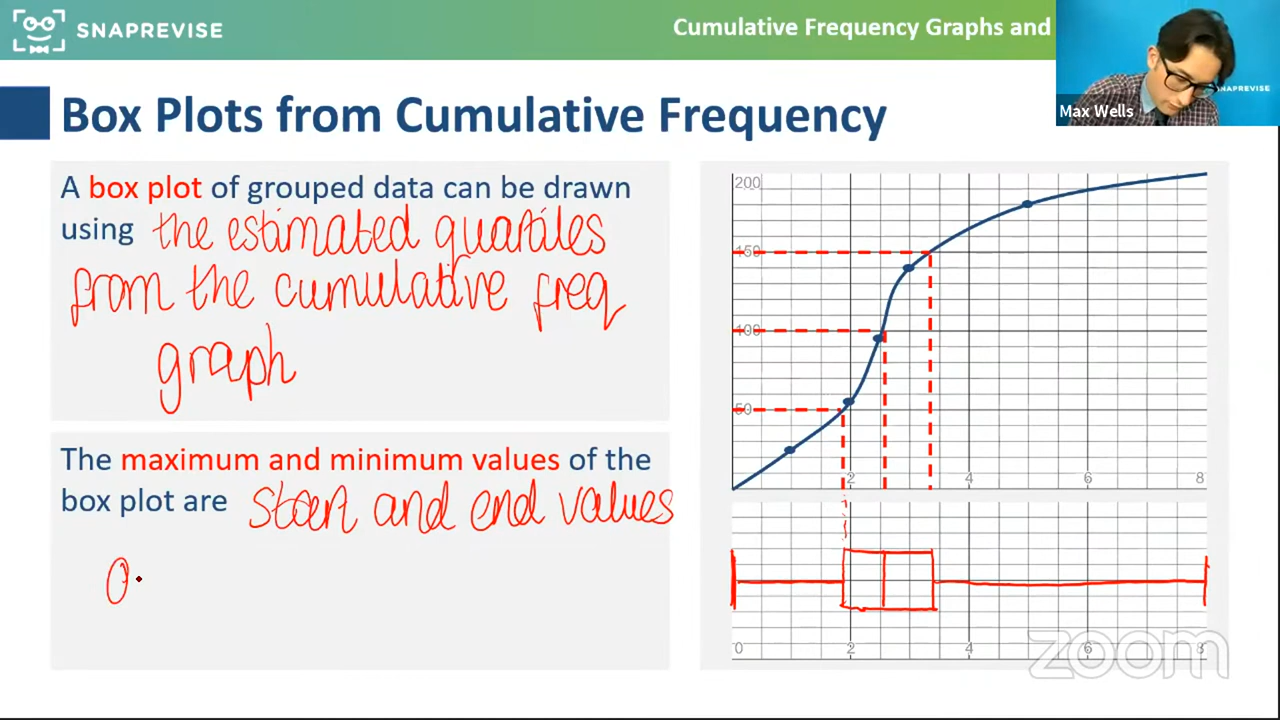 SNAPREVISE
Cumulative Frequency Graphs and
SNAPREVISE
Max Wells
Box Plots from Cumulative Frequency
A box plot of grouped data can be drawn
using the estimated quartiles
from the cumulative freq
graph
The maximum and minimum values of the
box plot are start and end values
O
200
150
100
50
2 4 6 8
0 2 4 6 8
zoom